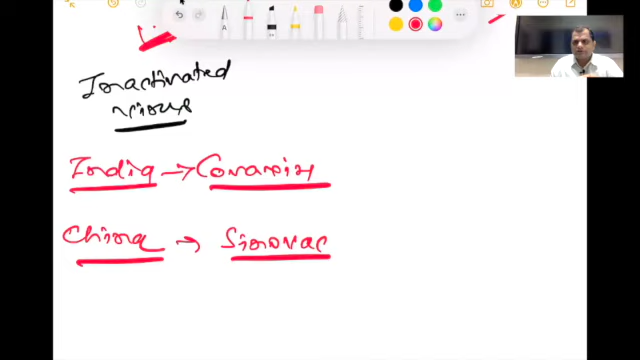 Inactivated
virus
India → Covaxin
China → Sinovac